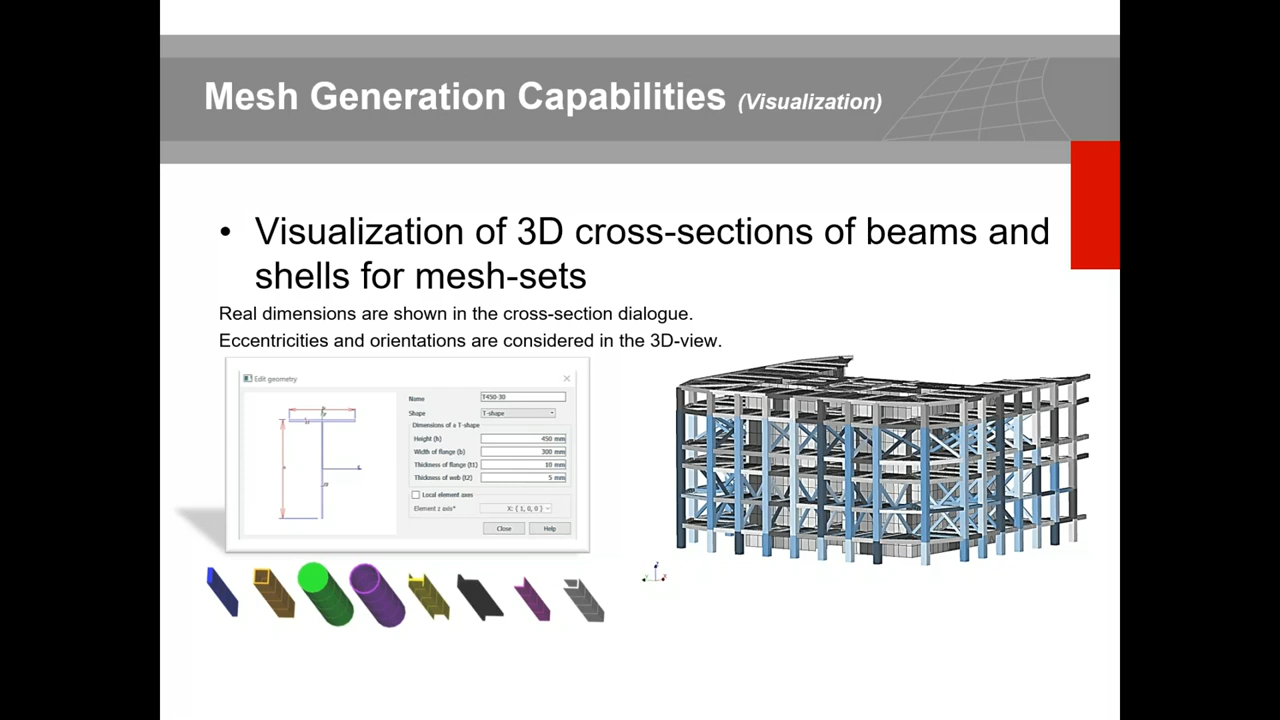 Mesh Generation Capabilities (Visualization)
• Visualization of 3D cross-sections of beams and
shells for mesh-sets
Real dimensions are shown in the cross-section dialogue.
Eccentricities and orientations are considered in the 3D-view.
Edit geometry
Name T450-30
Shape T-shape
Dimensions of a T-shape
Height (h) 450 mm
Width of flange (b) 300 mm
Thickness of flange (t1) 10 mm
Thickness of web (t2) 5 mm
Local element axes
Element z axis* X: { 1, 0, 0 }
Close Help